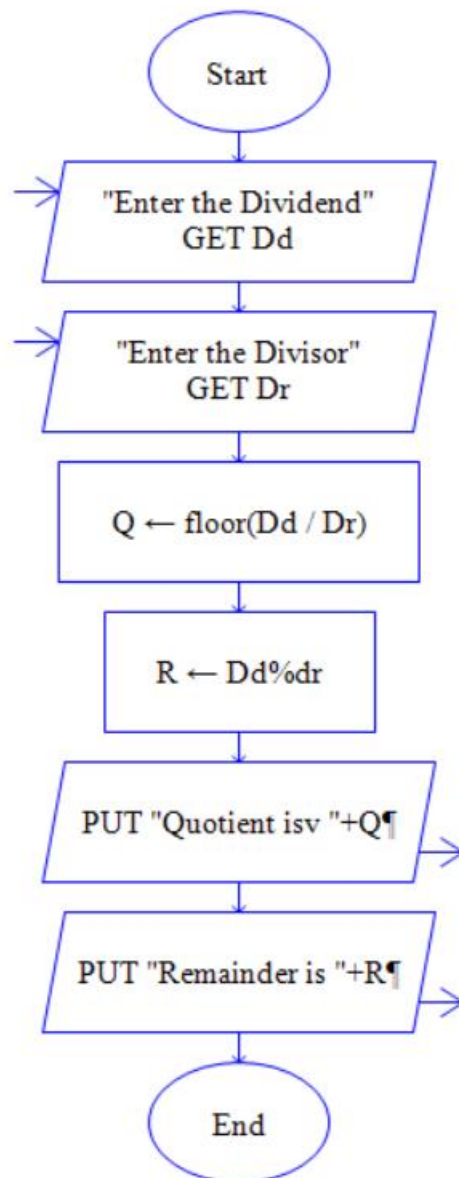 Start
"Enter the Dividend"
GET Dd
"Enter the Divisor"
GET Dr
Q ← floor(Dd / Dr)
R ← Dd%dr
PUT "Quotient isv "+Q¶
PUT "Remainder is "+R¶
End